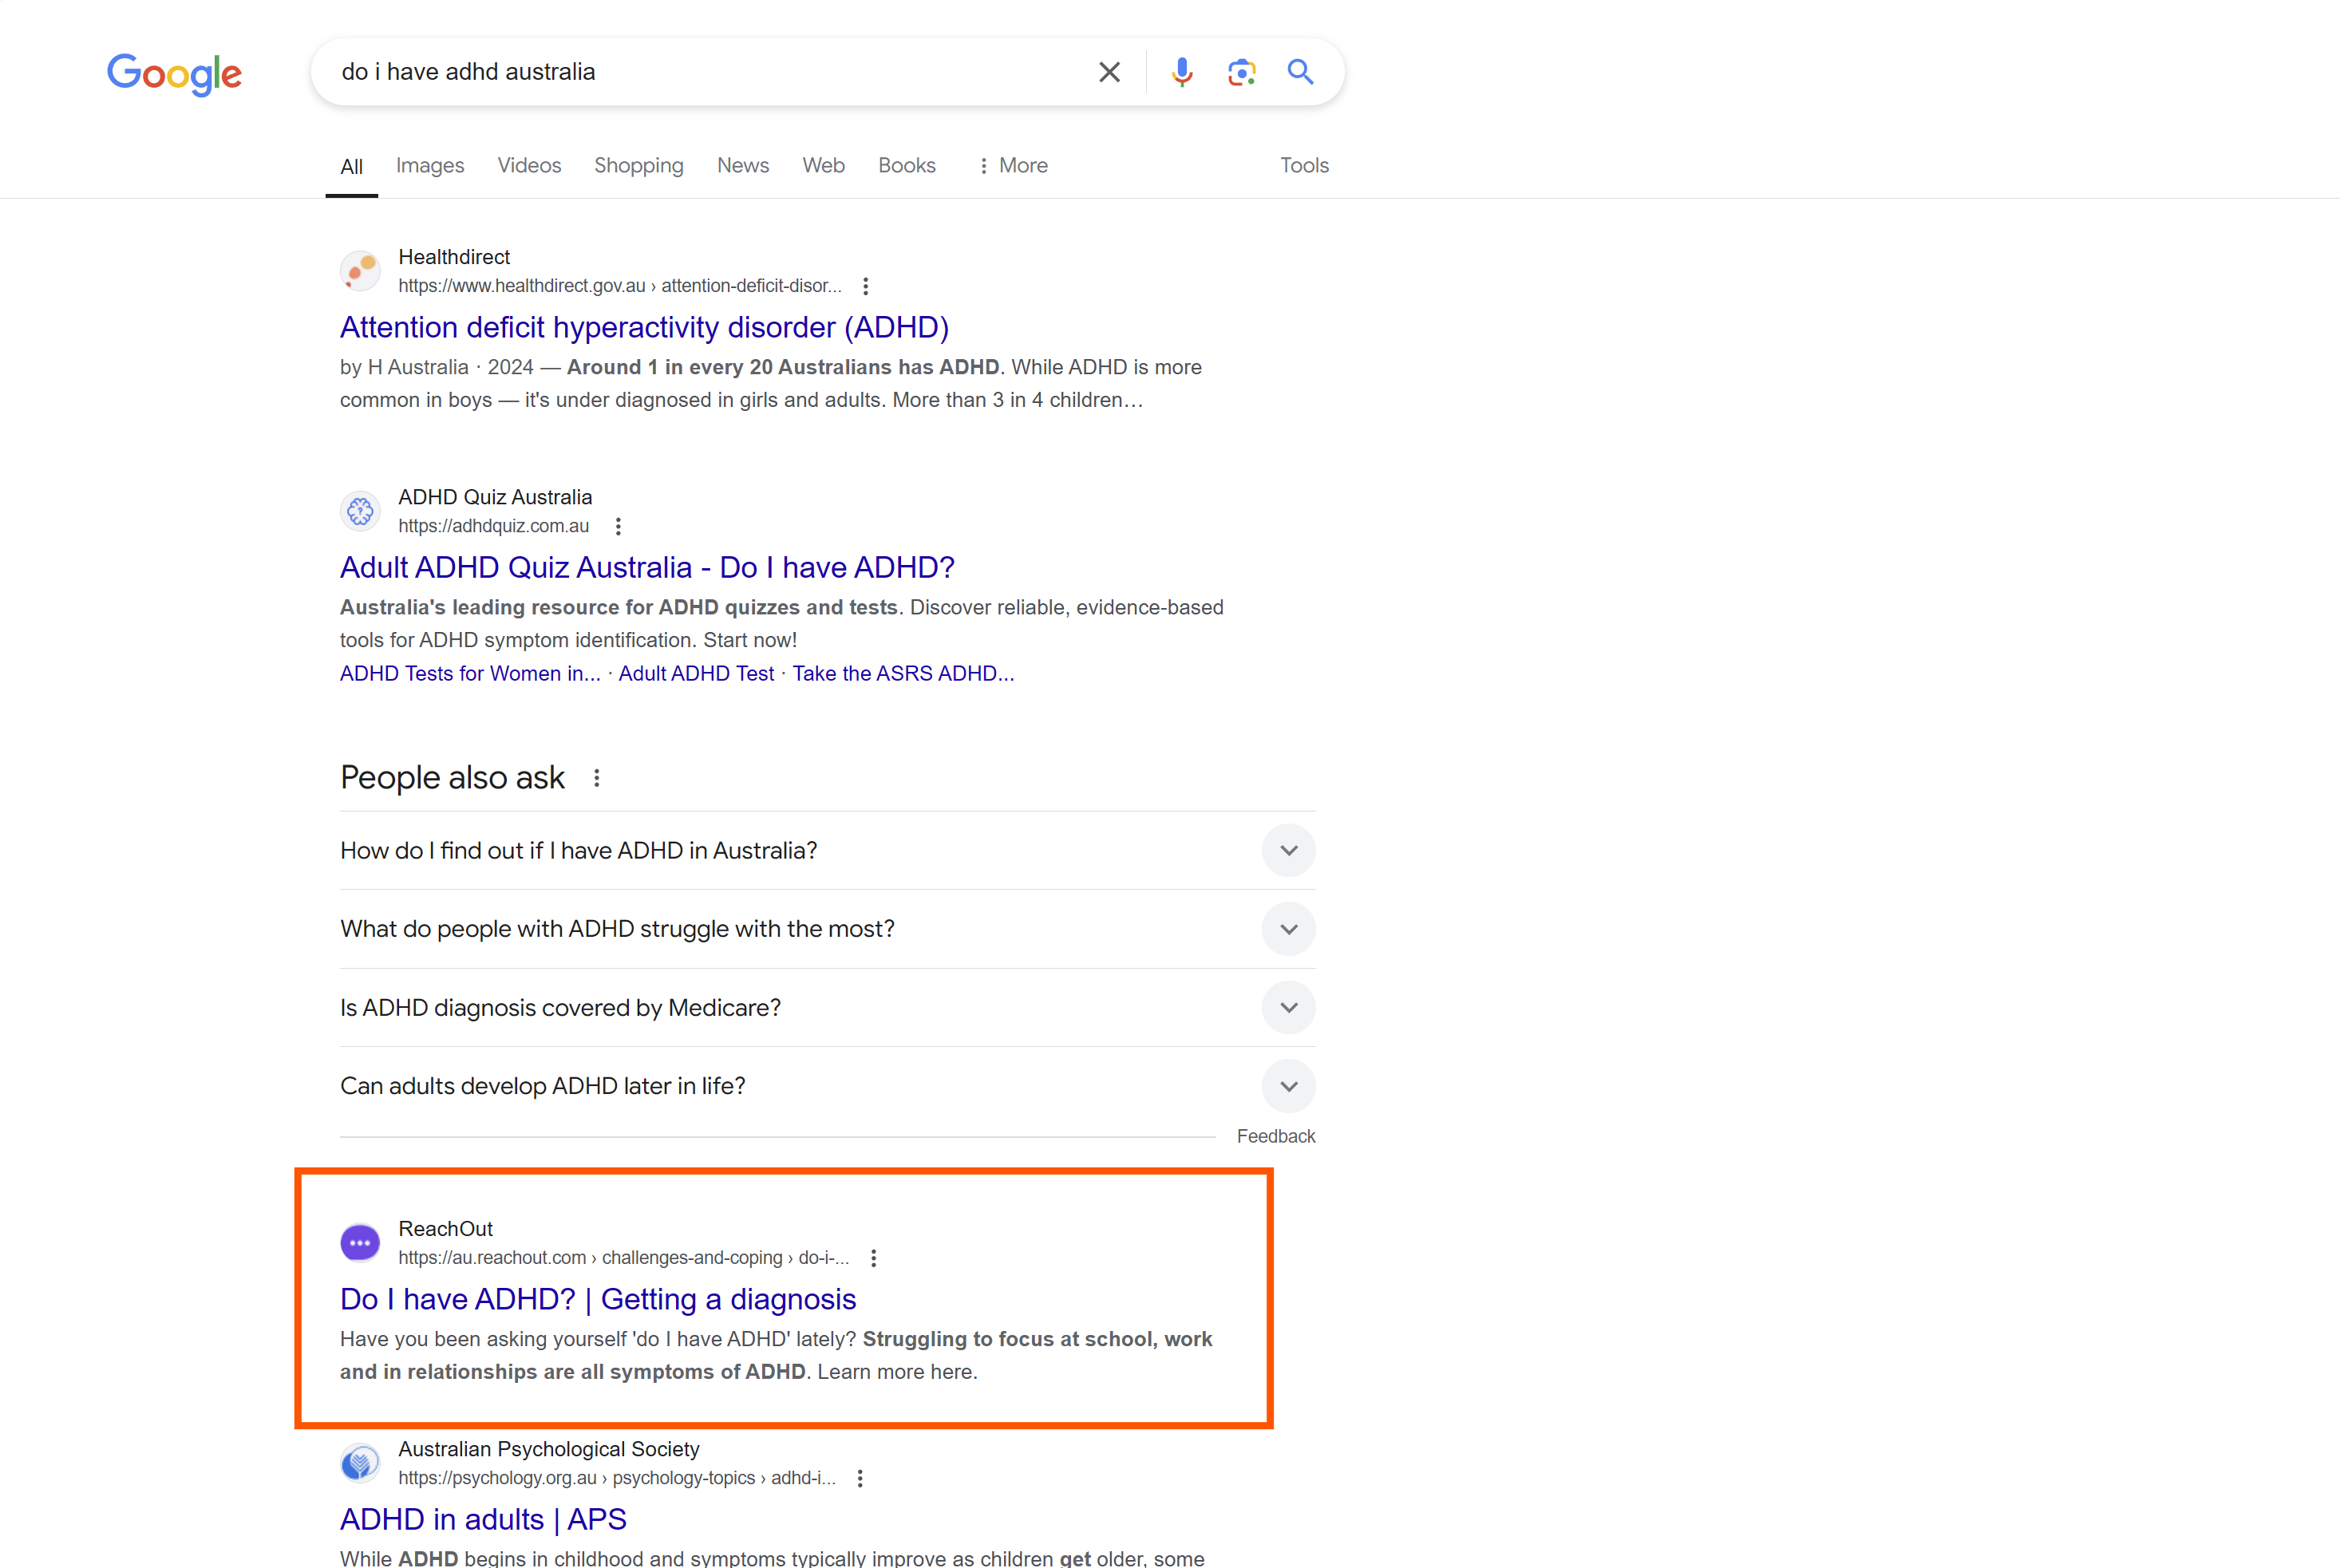 Google
do i have adhd australia
All Images Videos Shopping News Web Books More Tools
Healthdirect
https://www.healthdirect.gov.au › attention-deficit-disor...
Attention deficit hyperactivity disorder (ADHD)
by H Australia · 2024 — Around 1 in every 20 Australians has ADHD. While ADHD is more
common in boys — it's under diagnosed in girls and adults. More than 3 in 4 children...
ADHD Quiz Australia
https://adhdquiz.com.au
Adult ADHD Quiz Australia - Do I have ADHD?
Australia's leading resource for ADHD quizzes and tests. Discover reliable, evidence-based
tools for ADHD symptom identification. Start now!
ADHD Tests for Women in... · Adult ADHD Test · Take the ASRS ADHD...
People also ask
How do I find out if I have ADHD in Australia?
What do people with ADHD struggle with the most?
Is ADHD diagnosis covered by Medicare?
Can adults develop ADHD later in life?
Feedback
ReachOut
https://au.reachout.com › challenges-and-coping › do-i-...
Do I have ADHD? | Getting a diagnosis
Have you been asking yourself 'do I have ADHD' lately? Struggling to focus at school, work
and in relationships are all symptoms of ADHD. Learn more here.
Australian Psychological Society
https://psychology.org.au › psychology-topics › adhd-i...
ADHD in adults | APS
While ADHD begins in childhood and symptoms typically improve as children get older, some